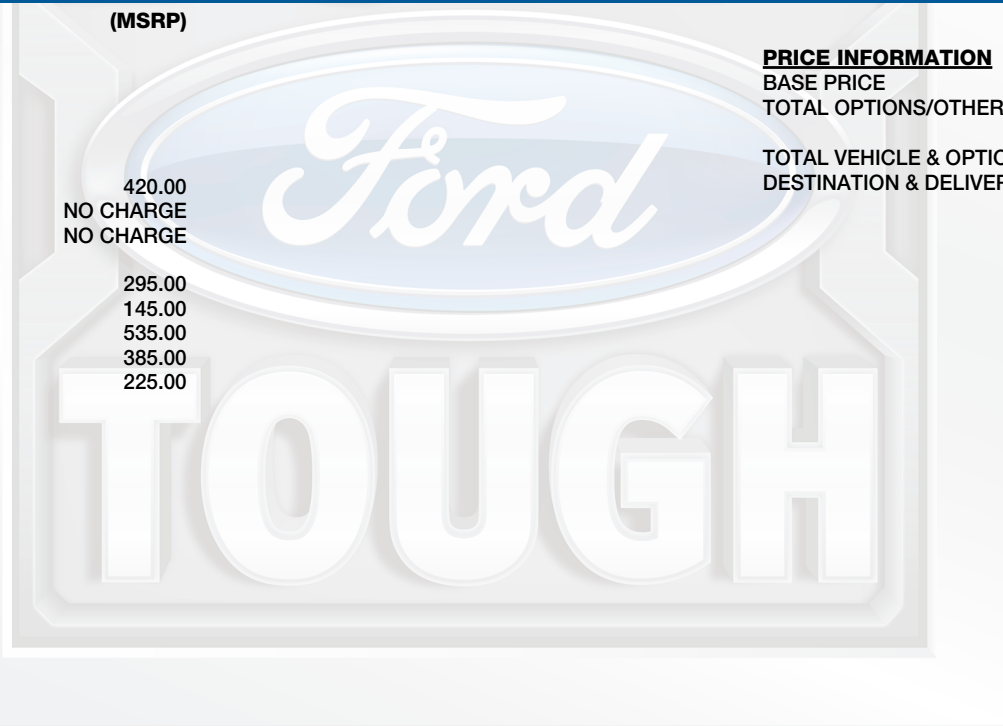 (MSRP)
420.00
NO CHARGE
NO CHARGE
295.00
145.00
535.00
385.00
225.00
PRICE INFORMATION
BASE PRICE
TOTAL OPTIONS/OTHER
TOTAL VEHICLE & OPTIO
DESTINATION & DELIVER
Ford
TOUGH